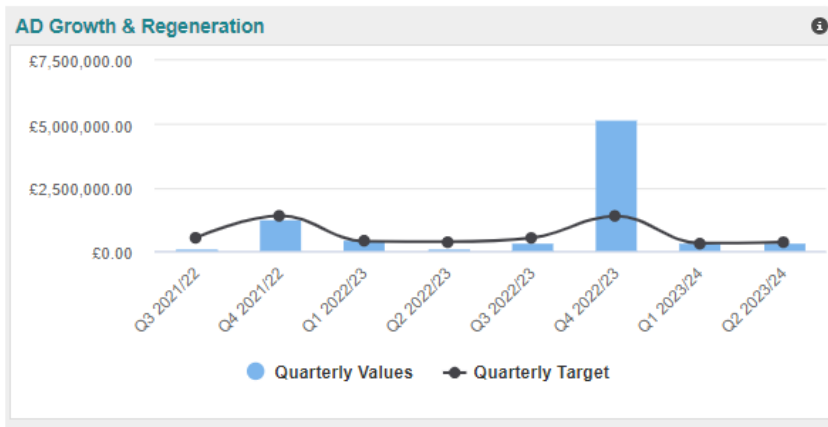 AD Growth & Regeneration
£7,500,000.00
£5,000,000.00
£2,500,000.00
£0.00
Q3 2021/22
Q4 2021/22
Q1 2022/23
Q2 2022/23
Q3 2022/23
Q4 2022/23
Q1 2023/24
Q2 2023/24
Quarterly Values
Quarterly Target